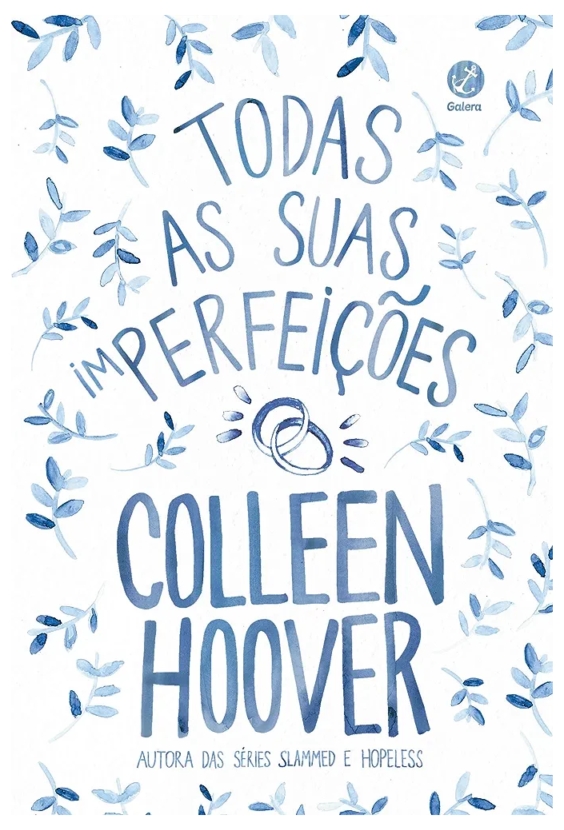 Galera
TODAS
AS SUAS
imPERFEiÇÕES
COLLEEN
HOOVER
AUTORA DAS SÉRIES SLAMMED E HOPELESS